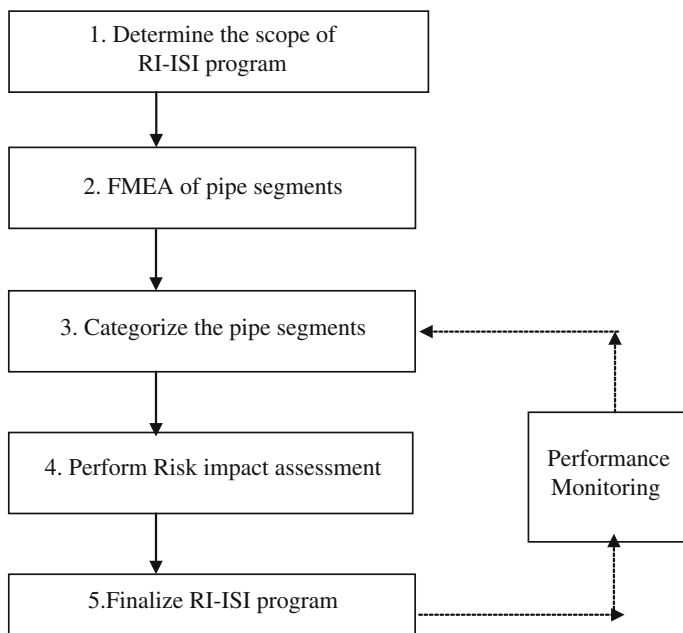 1. Determine the scope of
RI-ISI program
2. FMEA of pipe segments
3. Categorize the pipe segments
4. Perform Risk impact assessment
Performance
Monitoring
5.Finalize RI-ISI program